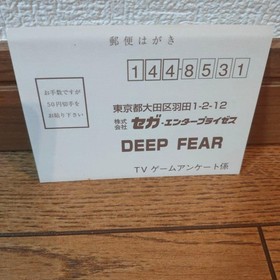 郵便はがき
144-8531
お手数ですが
50円切手を
お貼り下さい
東京都大田区羽田1-2-12
株式会社 セガ・エンタープライゼス
DEEP FEAR
TVゲームアンケート係